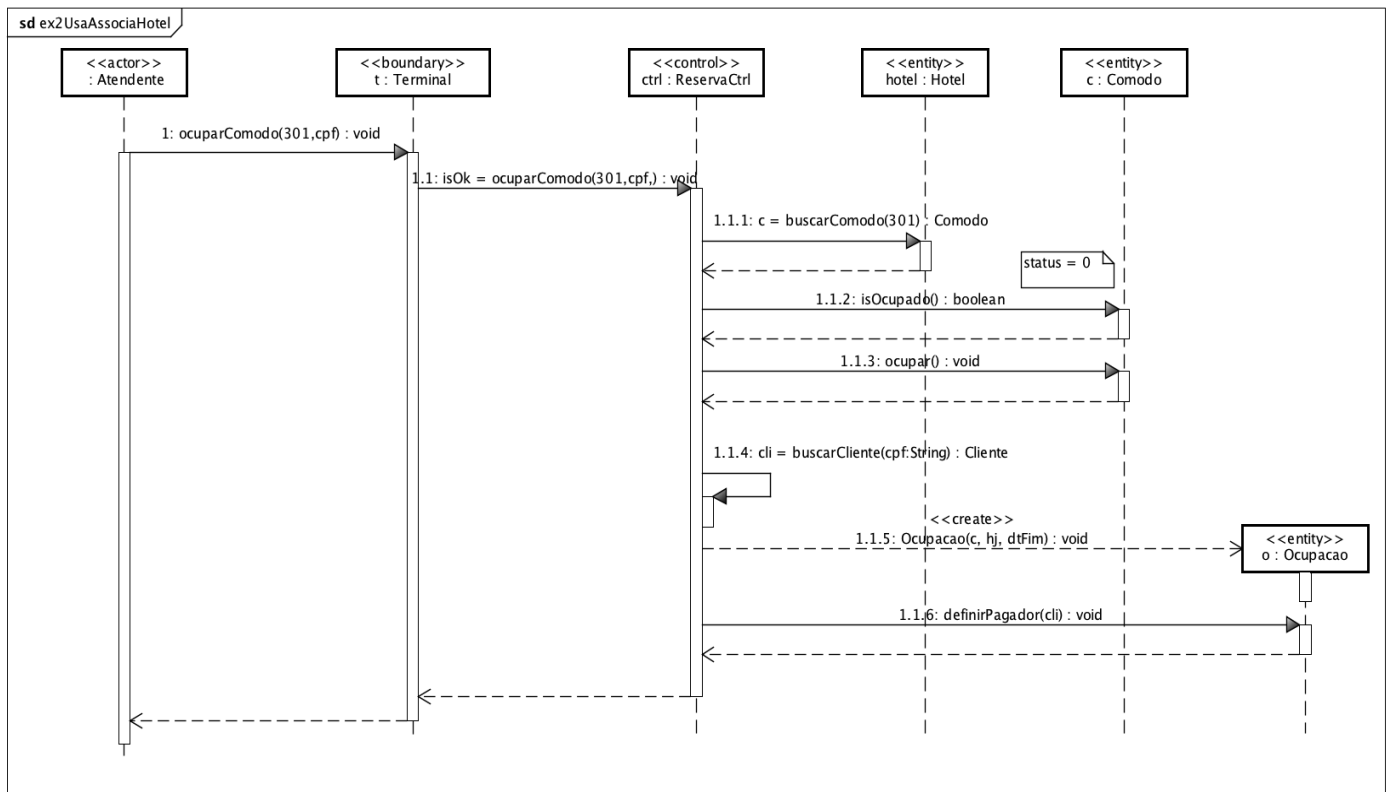 sd ex2UsaAssociaHotel
<<actor>>
: Atendente
<<boundary>>
t : Terminal
<<control>>
ctrl : ReservaCtrl
<<entity>>
hotel : Hotel
<<entity>>
c : Comodo
1: ocuparComodo(301,cpf) : void
1.1: isOk = ocuparComodo(301,cpf,) : void
1.1.1: c = buscarComodo(301) : Comodo
status = 0
1.1.2: isOcupado() : boolean
1.1.3: ocupar() : void
1.1.4: cli = buscarCliente(cpf:String) : Cliente
<<create>>
1.1.5: Ocupacao(c, hj, dtFim) : void
<<entity>>
o : Ocupacao
1.1.6: definirPagador(cli) : void